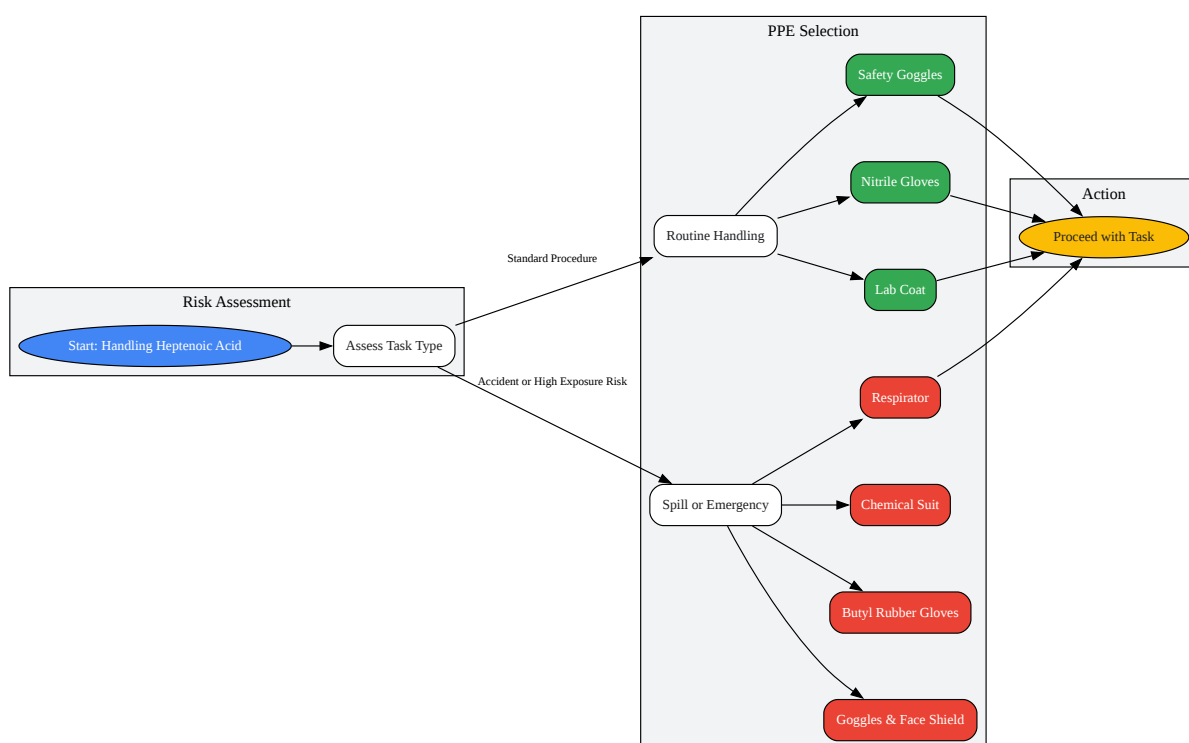 Risk Assessment
Start: Handling Heptenoic Acid
Assess Task Type
Standard Procedure
Accident or High Exposure Risk
PPE Selection
Routine Handling
Safety Goggles
Nitrile Gloves
Lab Coat
Spill or Emergency
Respirator
Chemical Suit
Butyl Rubber Gloves
Goggles & Face Shield
Action
Proceed with Task